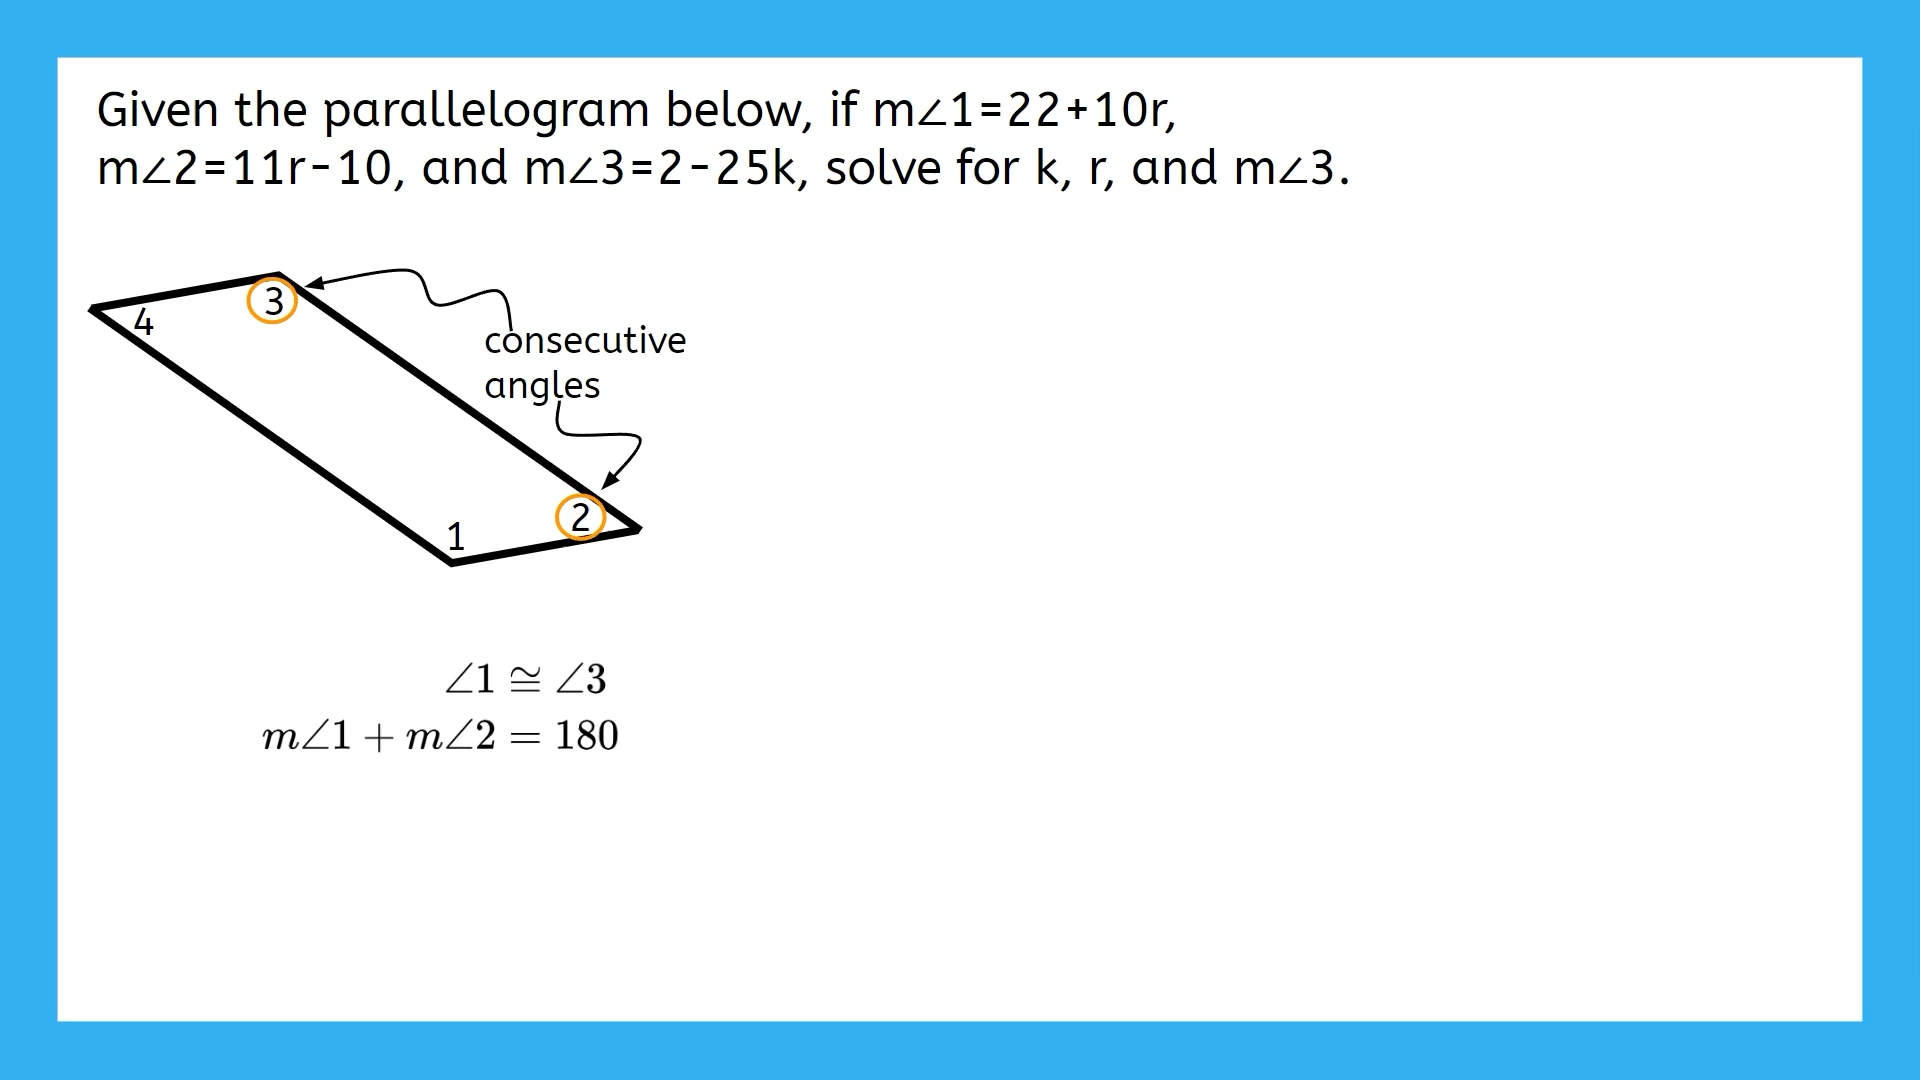 Given the parallelogram below, if m∠1=22+10r,
m∠2=11r-10, and m∠3=2-25k, solve for k, r, and m∠3.
3
4
consecutive
angles
2
1
∠1 ≅ ∠3
m∠1 + m∠2 = 180